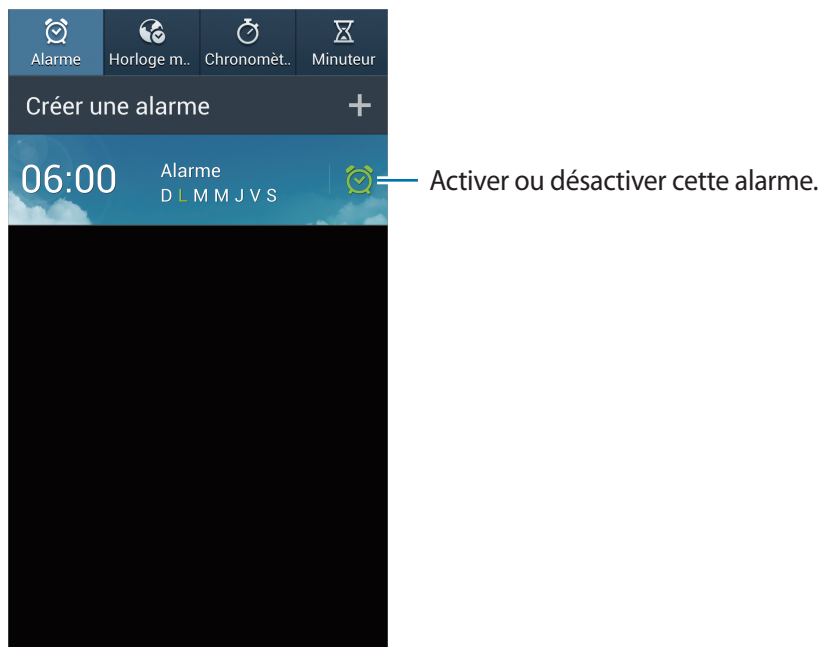 Alarme Horloge m.. Chronomèt.. Minuteur
Créer une alarme
06:00 Alarme
D L M M J V S
Activer ou désactiver cette alarme.